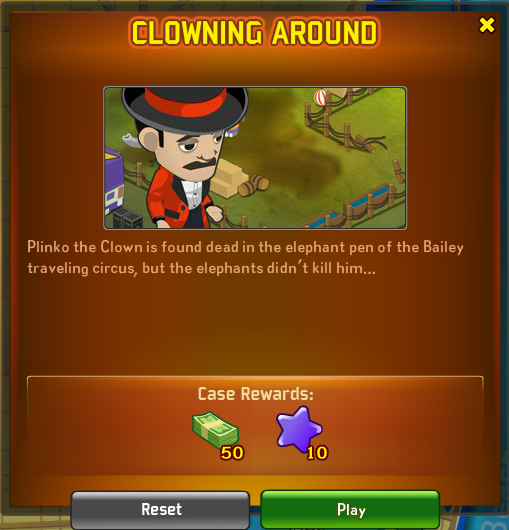 CLOWNING AROUND
Plinko the Clown is found dead in the elephant pen of the Bailey
traveling circus, but the elephants didn't kill him...
Case Rewards:
50 10
Reset Play